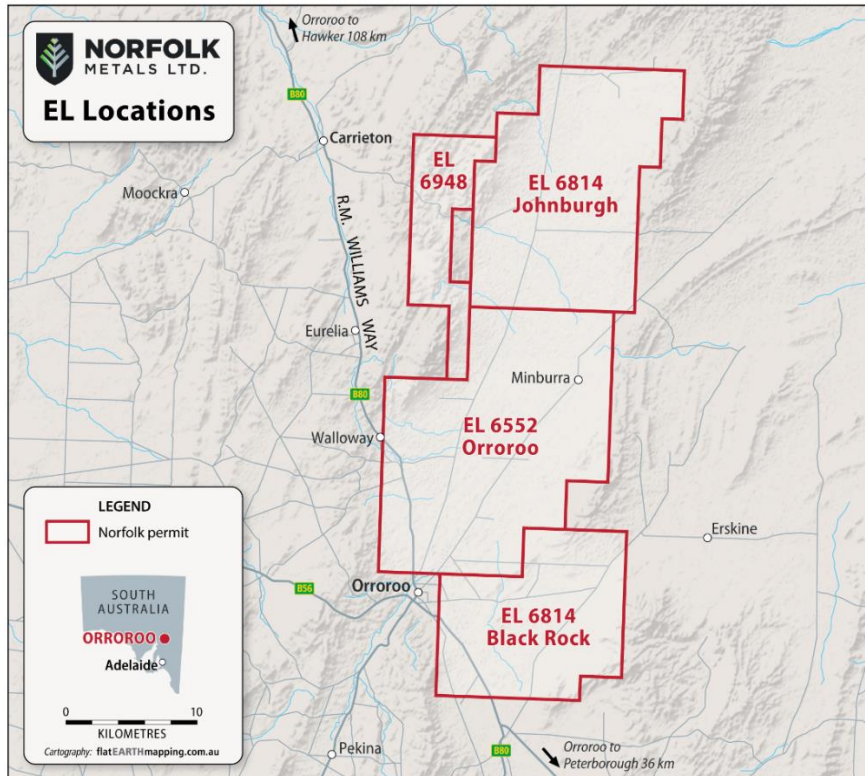 NORFOLK
METALS LTD.
EL Locations
Orroroo to
Hawker 108 km
B80
Carrieton
Moockra
EL
6948
EL 6814
Johnburgh
R.M. WILLIAMS WAY
Eurelia
Minburra
B80
EL 6552
Orroroo
Walloway
Erskine
B56
Orroroo
EL 6814
Black Rock
Pekina
B80
Orroroo to
Peterborough 36 km
LEGEND
Norfolk permit
SOUTH
AUSTRALIA
ORROROO
Adelaide
0 10
KILOMETRES
Cartography: flatEARTHmapping.com.au